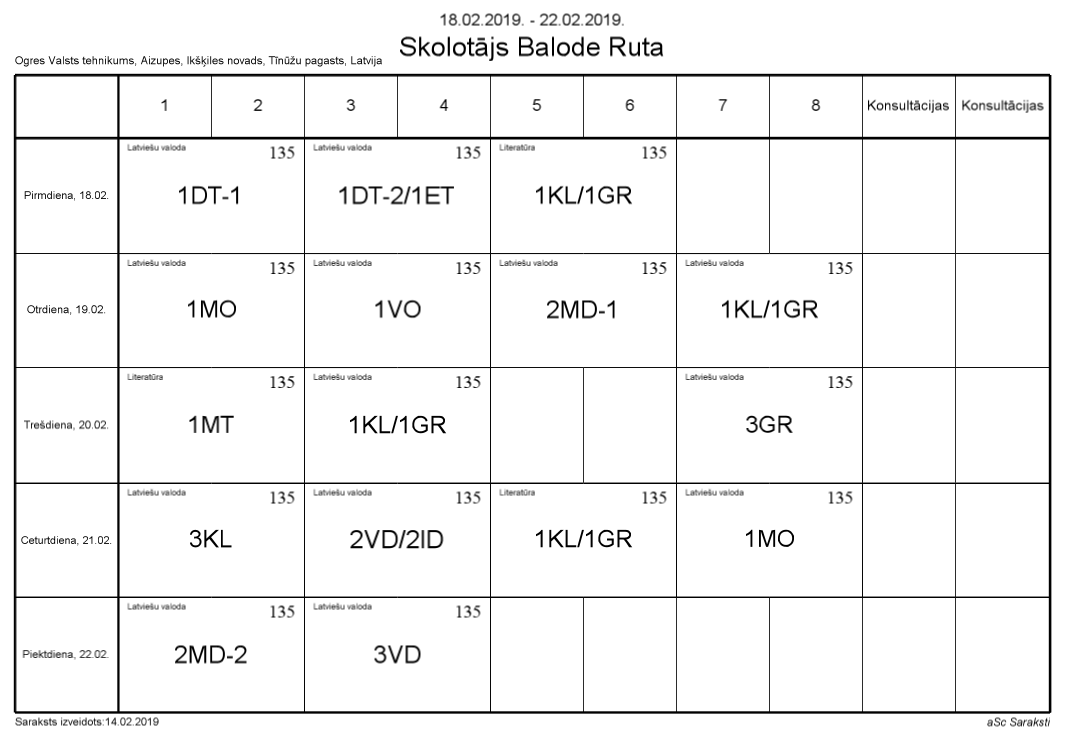 18.02.2019. - 22.02.2019.
Skolotājs Balode Ruta
Ogres Valsts tehnikums, Aizupes, Ikšķiles novads, Tīnūžu pagasts, Latvija
1 2 3 4 5 6 7 8 Konsultācijas Konsultācijas
Latviešu valoda 135 Latviešu valoda 135 Literatūra 135
Pirmdiena, 18.02. 1DT-1 1DT-2/1ET 1KL/1GR
Latviešu valoda 135 Latviešu valoda 135 Latviešu valoda 135 Latviešu valoda 135
Otrdiena, 19.02. 1MO 1VO 2MD-1 1KL/1GR
Literatūra 135 Latviešu valoda 135 Latviešu valoda 135
Trešdiena, 20.02. 1MT 1KL/1GR 3GR
Latviešu valoda 135 Latviešu valoda 135 Literatūra 135 Latviešu valoda 135
Ceturtdiena, 21.02. 3KL 2VD/2ID 1KL/1GR 1MO
Latviešu valoda 135 Latviešu valoda 135
Piektdiena, 22.02. 2MD-2 3VD
Saraksts izveidots:14.02.2019 aSc Saraksti